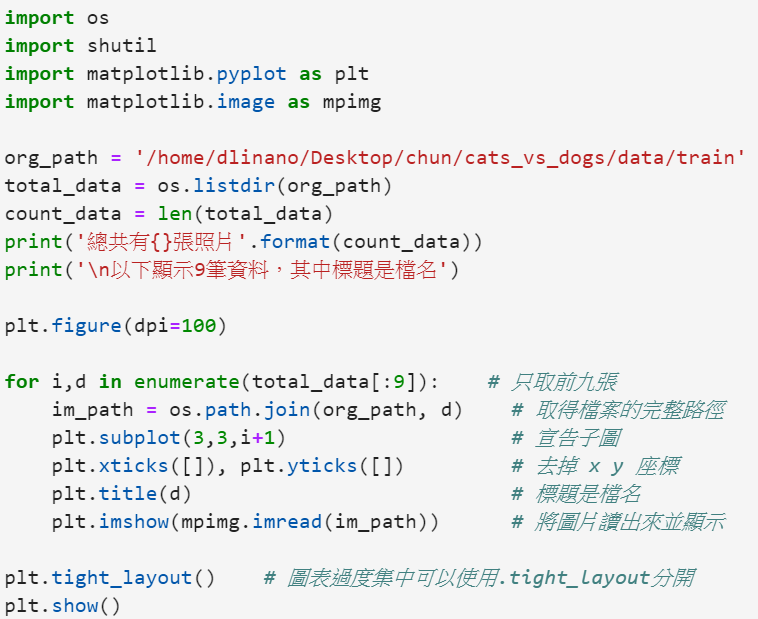 import os
import shutil
import matplotlib.pyplot as plt
import matplotlib.image as mpimg

org_path = '/home/dlinano/Desktop/chun/cats_vs_dogs/data/train'
total_data = os.listdir(org_path)
count_data = len(total_data)
print('總共有{}張照片'.format(count_data))
print('\n以下顯示9筆資料，其中標題是檔名')

plt.figure(dpi=100)

for i,d in enumerate(total_data[:9]):    # 只取前九張
    im_path = os.path.join(org_path, d)    # 取得檔案的完整路徑
    plt.subplot(3,3,i+1)                   # 宣告子圖
    plt.xticks([]), plt.yticks([])         # 去掉 x y 座標
    plt.title(d)                           # 標題是檔名
    plt.imshow(mpimg.imread(im_path))      # 將圖片讀出來並顯示

plt.tight_layout()    # 圖表過度集中可以使用.tight_layout分開
plt.show()